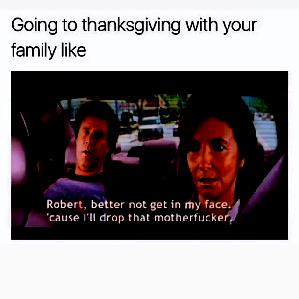 Going to thanksgiving with your
family like
Robert, better not get in my face.
'cause I'll drop that motherfucker.